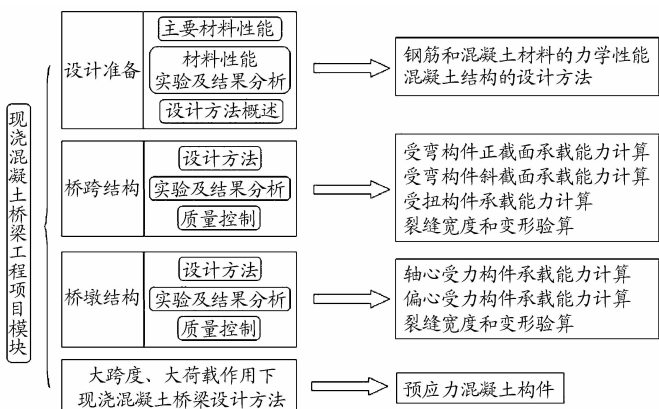 现浇混凝土桥梁工程项目模块
设计准备
主要材料性能
材料性能
实验及结果分析
设计方法概述
钢筋和混凝土材料的力学性能
混凝土结构的设计方法
桥跨结构
设计方法
实验及结果分析
质量控制
受弯构件正截面承载能力计算
受弯构件斜截面承载能力计算
受扭构件承载能力计算
裂缝宽度和变形验算
桥墩结构
设计方法
实验及结果分析
质量控制
轴心受力构件承载能力计算
偏心受力构件承载能力计算
裂缝宽度和变形验算
大跨度、大荷载作用下
现浇混凝土桥梁设计方法
预应力混凝土构件